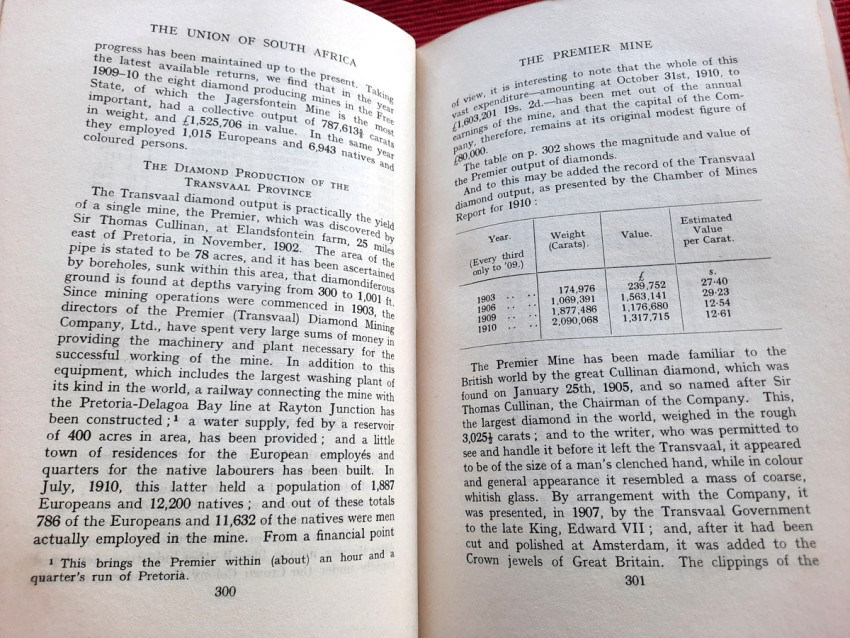 THE UNION OF SOUTH AFRICA
progress has been maintained up to the present. Taking
the latest available returns, we find that in the year
1909-10 the eight diamond producing mines in the Free
State, of which the Jagersfontein Mine is the most
important, had a collective output of 787,613½ carats
in weight, and £1,525,706 in value. In the same year
they employed 1,015 Europeans and 6,943 natives and
coloured persons.
THE DIAMOND PRODUCTION OF THE
TRANSVAAL PROVINCE
The Transvaal diamond output is practically the yield
of a single mine, the Premier, which was discovered by
Sir Thomas Cullinan, at Elandsfontein farm, 25 miles
east of Pretoria, in November, 1902. The area of the
pipe is stated to be 78 acres, and it has been ascertained
by boreholes, sunk within this area, that diamondiferous
ground is found at depths varying from 300 to 1,001 ft.
Since mining operations were commenced in 1903, the
directors of the Premier (Transvaal) Diamond Mining
Company, Ltd., have spent very large sums of money in
providing the machinery and plant necessary for the
successful working of the mine. In addition to this
equipment, which includes the largest washing plant of
its kind in the world, a railway connecting the mine with
the Pretoria-Delagoa Bay line at Rayton Junction has
been constructed;¹ a water supply, fed by a reservoir
of 400 acres in area, has been provided; and a little
town of residences for the European employés and
quarters for the native labourers has been built. In
July, 1910, this latter held a population of 1,887
Europeans and 12,200 natives; and out of these totals
786 of the Europeans and 11,632 of the natives were men
actually employed in the mine. From a financial point
¹ This brings the Premier within (about) an hour and a
quarter's run of Pretoria.
300
THE PREMIER MINE
of view, it is interesting to note that the whole of this
vast expenditure—amounting at October 31st, 1910, to
£1,603,201 19s. 2d.—has been met out of the annual
earnings of the mine, and that the capital of the Com-
pany, therefore, remains at its original modest figure of
£80,000.
The table on p. 302 shows the magnitude and value of
the Premier output of diamonds.
And to this may be added the record of the Transvaal
diamond output, as presented by the Chamber of Mines
Report for 1910:
Year. (Every third only to '09.) Weight (Carats). Value. Estimated Value per Carat.
£ s.
1903 .. .. 174,976 239,752 27·40
1906 .. .. 1,069,391 1,563,141 29·23
1909 .. .. 1,877,486 1,176,680 12·54
1910 .. .. 2,090,068 1,317,715 12·61
The Premier Mine has been made familiar to the
British world by the great Cullinan diamond, which was
found on January 25th, 1905, and so named after Sir
Thomas Cullinan, the Chairman of the Company. This,
the largest diamond in the world, weighed in the rough
3,025½ carats; and to the writer, who was permitted to
see and handle it before it left the Transvaal, it appeared
to be of the size of a man's clenched hand, while in colour
and general appearance it resembled a mass of coarse,
whitish glass. By arrangement with the Company, it
was presented, in 1907, by the Transvaal Government
to the late King, Edward VII; and, after it had been
cut and polished at Amsterdam, it was added to the
Crown jewels of Great Britain. The clippings of the
301